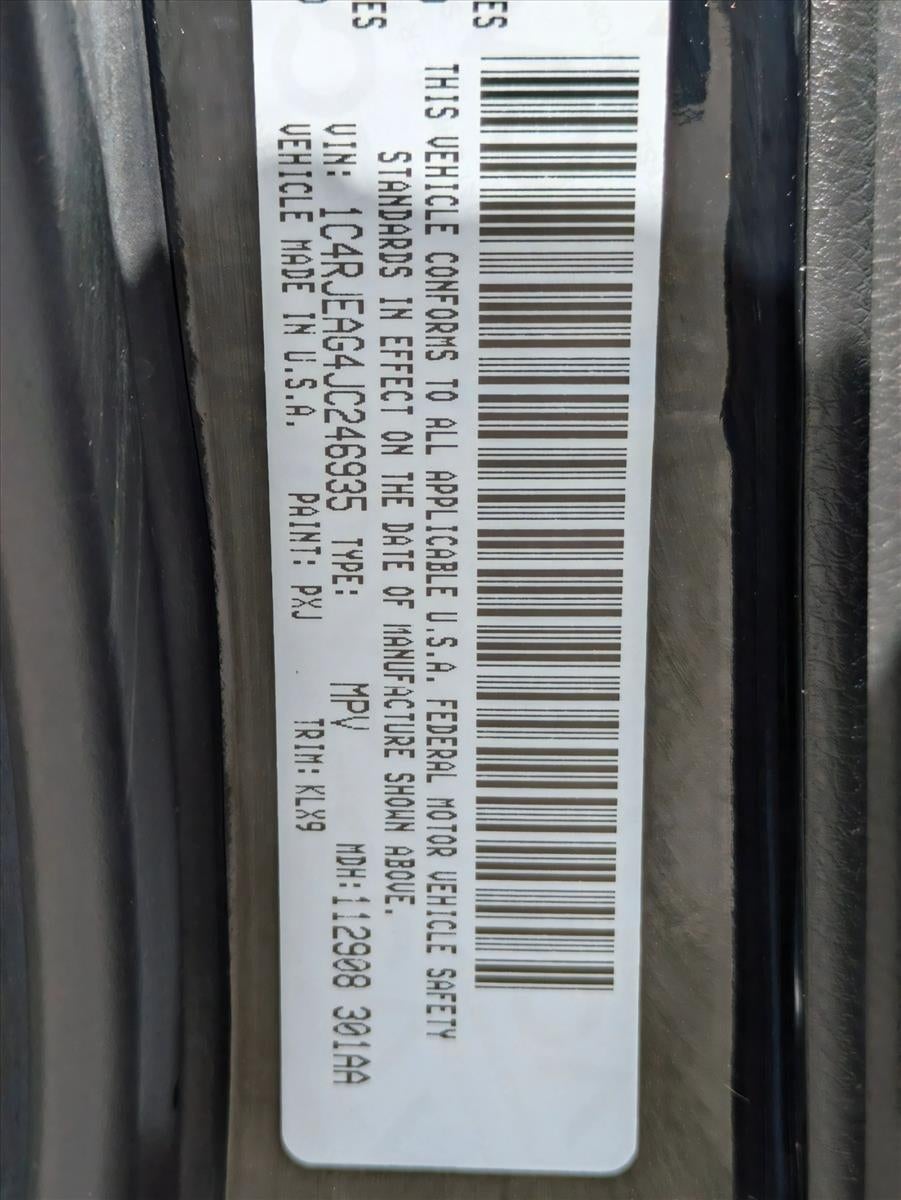 THIS VEHICLE CONFORMS TO ALL APPLICABLE U.S.A. FEDERAL MOTOR VEHICLE SAFETY
STANDARDS IN EFFECT ON THE DATE OF MANUFACTURE SHOWN ABOVE.
VIN: 1C4RJEAG4JC246935 TYPE: MPV MDH:112908 301AA
VEHICLE MADE IN U.S.A. PAINT: PXJ TRIM:KLX9